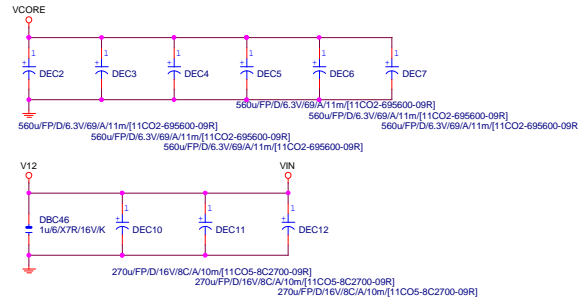 VCORE
1 1 1 1 1 1
+ + + + + +
DEC2 DEC3 DEC4 DEC5 DEC6 DEC7
560u/FP/D/6.3V/69/A/11m/[11CO2-695600-09R]
560u/FP/D/6.3V/69/A/11m/[11CO2-695600-09R]
560u/FP/D/6.3V/69/A/11m/[11CO2-695600-09R]
560u/FP/D/6.3V/69/A/11m/[11CO2-695600-09R]
560u/FP/D/6.3V/69/A/11m/[11CO2-695600-09R]
560u/FP/D/6.3V/69/A/11m/[11CO2-695600-09R]
V12 VIN
1 1 1
+ + +
DBC46
1u/6/X7R/16V/K
DEC10 DEC11 DEC12
270u/FP/D/16V/8C/A/10m/[11CO5-8C2700-09R]
270u/FP/D/16V/8C/A/10m/[11CO5-8C2700-09R]
270u/FP/D/16V/8C/A/10m/[11CO5-8C2700-09R]